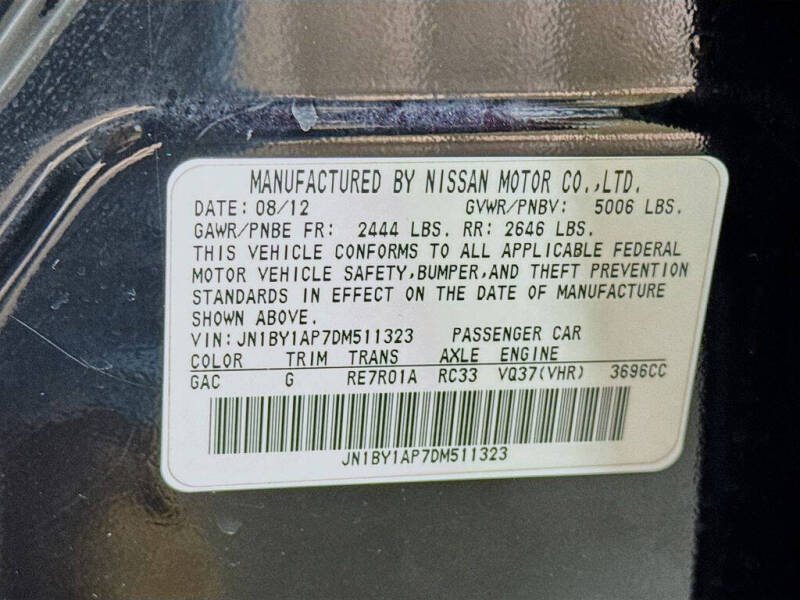 MANUFACTURED BY NISSAN MOTOR CO.,LTD.
DATE: 08/12 GVWR/PNBV: 5006 LBS.
GAWR/PNBE FR: 2444 LBS. RR: 2646 LBS.
THIS VEHICLE CONFORMS TO ALL APPLICABLE FEDERAL
MOTOR VEHICLE SAFETY,BUMPER,AND THEFT PREVENTION
STANDARDS IN EFFECT ON THE DATE OF MANUFACTURE
SHOWN ABOVE.
VIN:JN1BY1AP7DM511323 PASSENGER CAR
COLOR TRIM TRANS AXLE ENGINE
GAC G RE7R01A RC33 VQ37(VHR) 3696CC
JN1BY1AP7DM511323